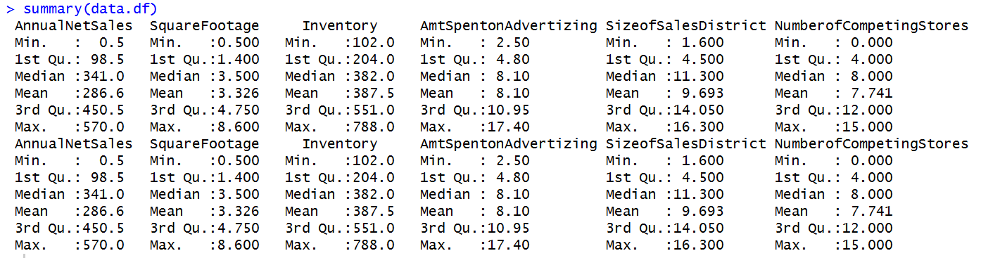 > summary(data.df)
AnnualNetSales SquareFootage Inventory AmtSpentonAdvertizing SizeofSalesDistrict NumberofCompetingStores
Min. : 0.5 Min. :0.500 Min. :102.0 Min. : 2.50 Min. : 1.600 Min. : 0.000
1st Qu.: 98.5 1st Qu.:1.400 1st Qu.:204.0 1st Qu.: 4.80 1st Qu.: 4.500 1st Qu.: 4.000
Median :341.0 Median :3.500 Median :382.0 Median : 8.10 Median :11.300 Median : 8.000
Mean :286.6 Mean :3.326 Mean :387.5 Mean : 8.10 Mean : 9.693 Mean : 7.741
3rd Qu.:450.5 3rd Qu.:4.750 3rd Qu.:551.0 3rd Qu.:10.95 3rd Qu.:14.050 3rd Qu.:12.000
Max. :570.0 Max. :8.600 Max. :788.0 Max. :17.40 Max. :16.300 Max. :15.000
AnnualNetSales SquareFootage Inventory AmtSpentonAdvertizing SizeofSalesDistrict NumberofCompetingStores
Min. : 0.5 Min. :0.500 Min. :102.0 Min. : 2.50 Min. : 1.600 Min. : 0.000
1st Qu.: 98.5 1st Qu.:1.400 1st Qu.:204.0 1st Qu.: 4.80 1st Qu.: 4.500 1st Qu.: 4.000
Median :341.0 Median :3.500 Median :382.0 Median : 8.10 Median :11.300 Median : 8.000
Mean :286.6 Mean :3.326 Mean :387.5 Mean : 8.10 Mean : 9.693 Mean : 7.741
3rd Qu.:450.5 3rd Qu.:4.750 3rd Qu.:551.0 3rd Qu.:10.95 3rd Qu.:14.050 3rd Qu.:12.000
Max. :570.0 Max. :8.600 Max. :788.0 Max. :17.40 Max. :16.300 Max. :15.000